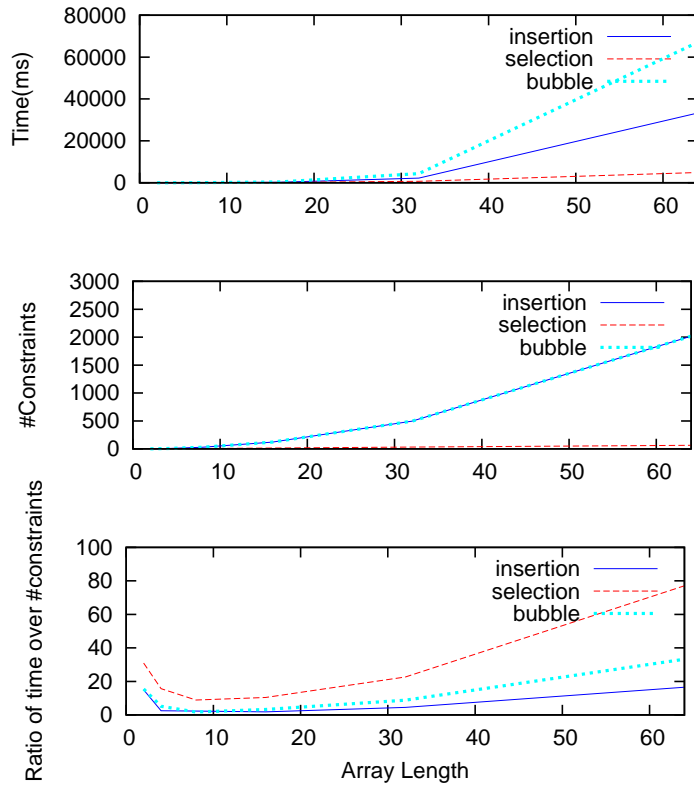 Time(ms)
80000
60000
40000
20000
0
insertion
selection
bubble
0 10 20 30 40 50 60
#Constraints
3000
2500
2000
1500
1000
500
0
insertion
selection
bubble
0 10 20 30 40 50 60
Ratio of time over #constraints
100
80
60
40
20
0
insertion
selection
bubble
0 10 20 30 40 50 60
Array Length